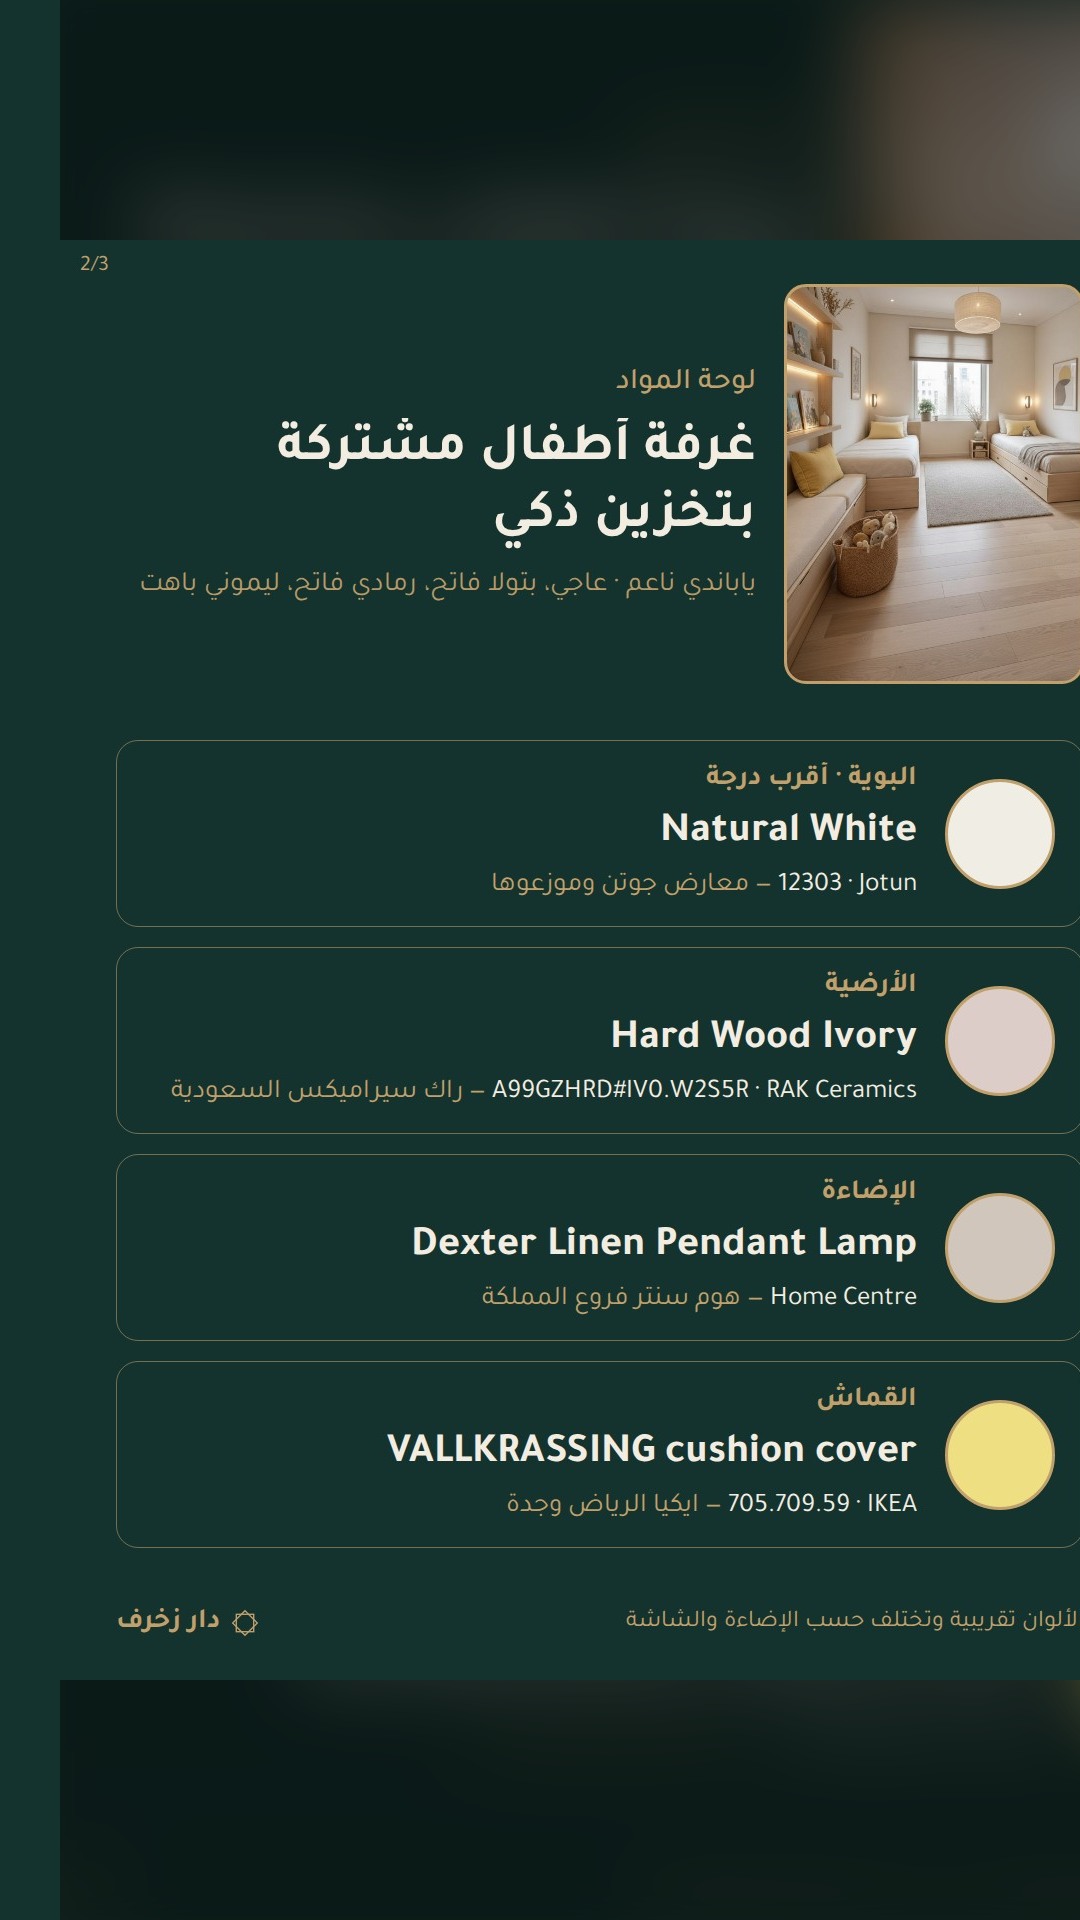 2/3
لوحة المواد
غرفة أطفال مشتركة
بتخزين ذكي
ياباندي ناعم · عاجي، بتولا فاتح، رمادي فاتح، ليموني باهت
البوية · أقرب درجة
Natural White
Jotun · 12303 — معارض جوتن وموزعوها
الأرضية
Hard Wood Ivory
RAK Ceramics · A99GZHRD#IV0.W2S5R — راك سيراميكس السعودية
الإضاءة
Dexter Linen Pendant Lamp
Home Centre — هوم سنتر فروع المملكة
القماش
VALLKRASSING cushion cover
IKEA · 705.709.59 — ايكيا الرياض وجدة
لألوان تقريبية وتختلف حسب الإضاءة والشاشة
دار زخرف